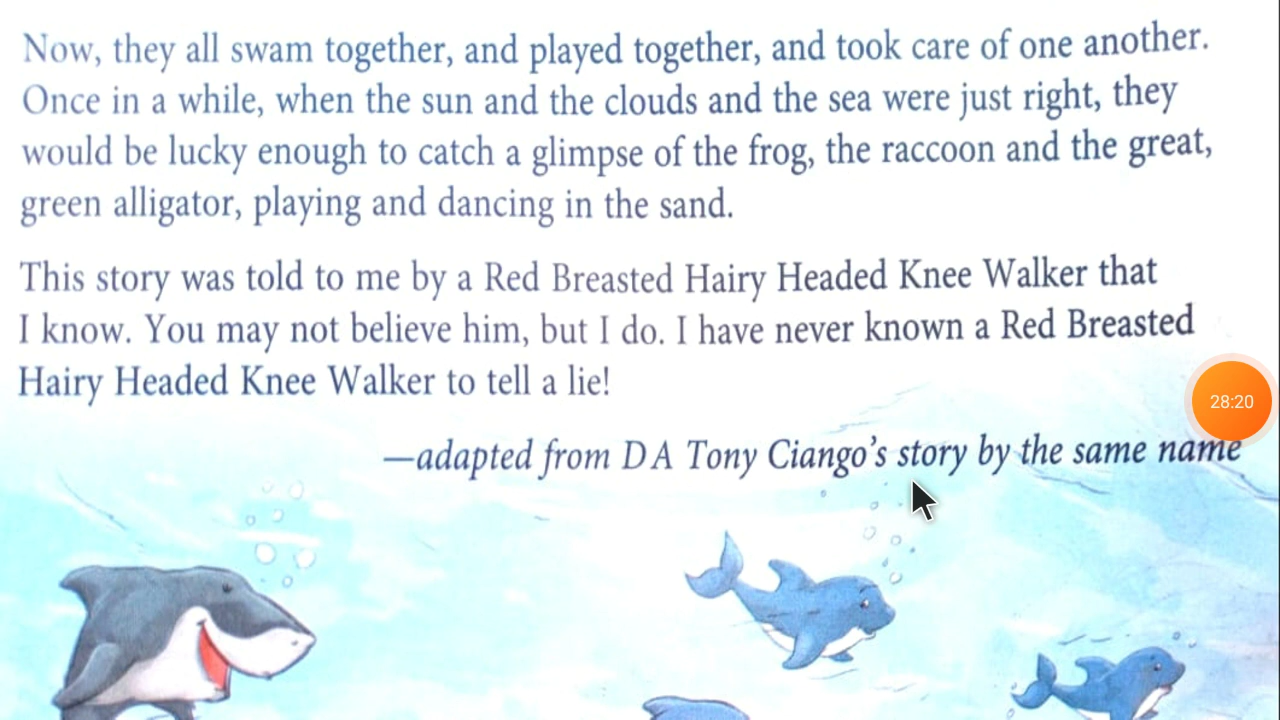 Now, they all swam together, and played together, and took care of one another.
Once in a while, when the sun and the clouds and the sea were just right, they
would be lucky enough to catch a glimpse of the frog, the raccoon and the great,
green alligator, playing and dancing in the sand.
This story was told to me by a Red Breasted Hairy Headed Knee Walker that
I know. You may not believe him, but I do. I have never known a Red Breasted
Hairy Headed Knee Walker to tell a lie!
28:20
—adapted from D A Tony Ciango's story by the same name